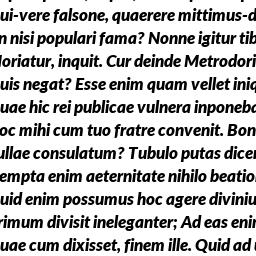 ui-vere falsone, quaerere mittimus-d
n nisi populari fama? Nonne igitur tib
loriatur, inquit. Cur deinde Metrodori
uis negat? Esse enim quam vellet iniq
uae hic rei publicae vulnera inponeba
oc mihi cum tuo fratre convenit. Bon
ullae consulatum? Tubulo putas dicer
empta enim aeternitate nihilo beatio
uid enim possumus hoc agere diviniu
rimum divisit ineleganter; Ad eas enim
uae cum dixisset, finem ille. Quid ad u